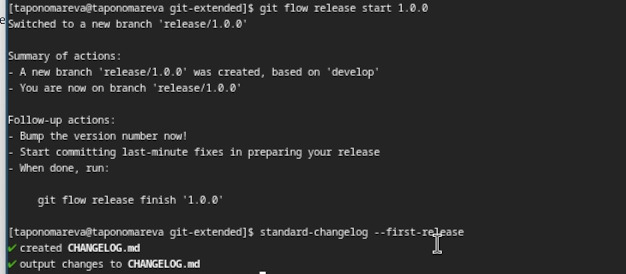 [taponomareva@taponomareva git-extended]$ git flow release start 1.0.0
Switched to a new branch 'release/1.0.0'
Summary of actions:
- A new branch 'release/1.0.0' was created, based on 'develop'
- You are now on branch 'release/1.0.0'
Follow-up actions:
- Bump the version number now!
- Start committing last-minute fixes in preparing your release
- When done, run:
git flow release finish '1.0.0'
[taponomareva@taponomareva git-extended]$ standard-changelog --first-release
✔ created CHANGELOG.md
✔ output changes to CHANGELOG.md